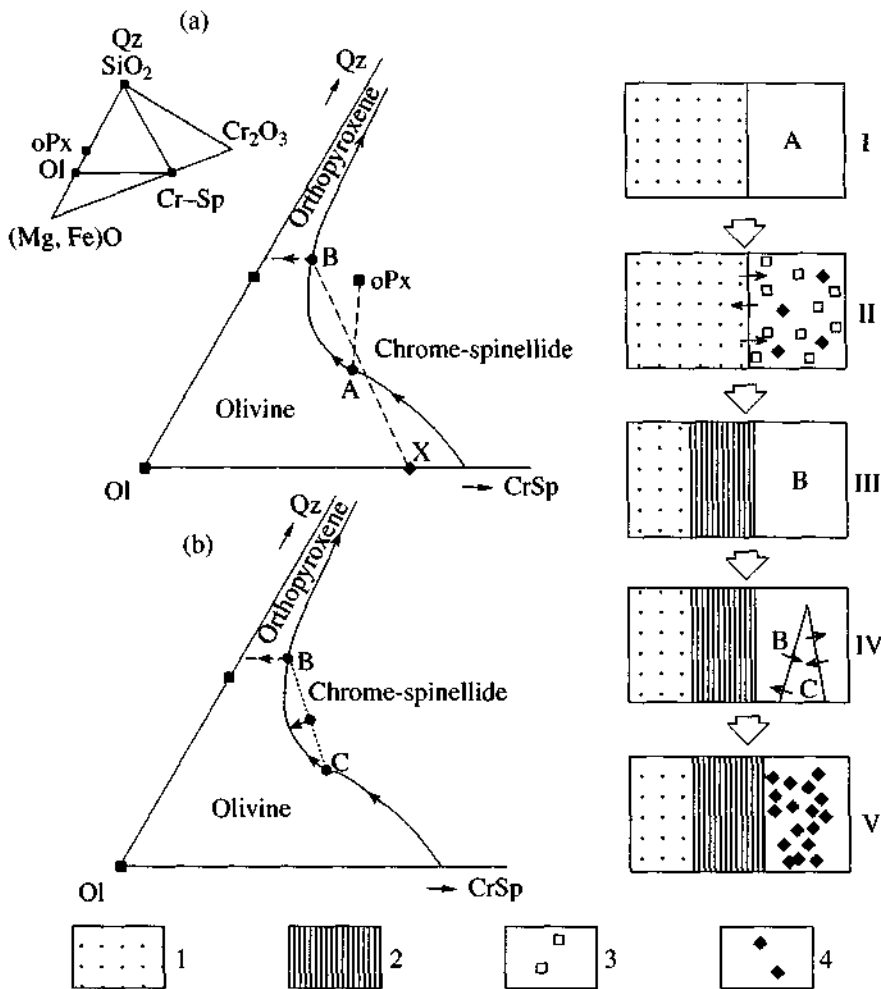 (a)
Qz
SiO₂
Cr₂O₃
oPx
Ol
Cr–Sp
(Mg, Fe)O
Qz
Orthopyroxene
B
oPx
Chrome-spinellide
A
Olivine
X
Ol
CrSp
(b)
Qz
Orthopyroxene
B
Chrome-spinellide
C
Olivine
Ol
CrSp
A
I
II
B
III
B
C
IV
V
1
2
3
4